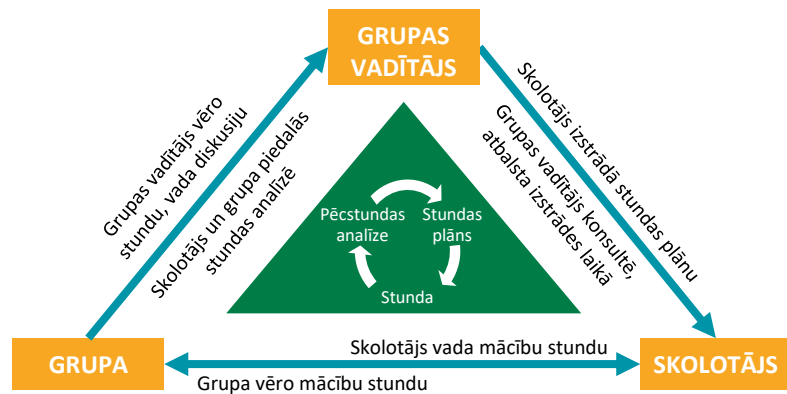 GRUPAS
VADĪTĀJS
Grupas vadītājs vēro
stundu, vada diskusiju
Skolotājs un grupa piedalās
stundas analīzē
Skolotājs izstrādā stundas plānu
Grupas vadītājs konsultē,
atbalsta izstrādes laikā
Pēcstundas
analīze
Stundas
plāns
Stunda
GRUPA
Skolotājs vada mācību stundu
Grupa vēro mācību stundu
SKOLOTĀJS